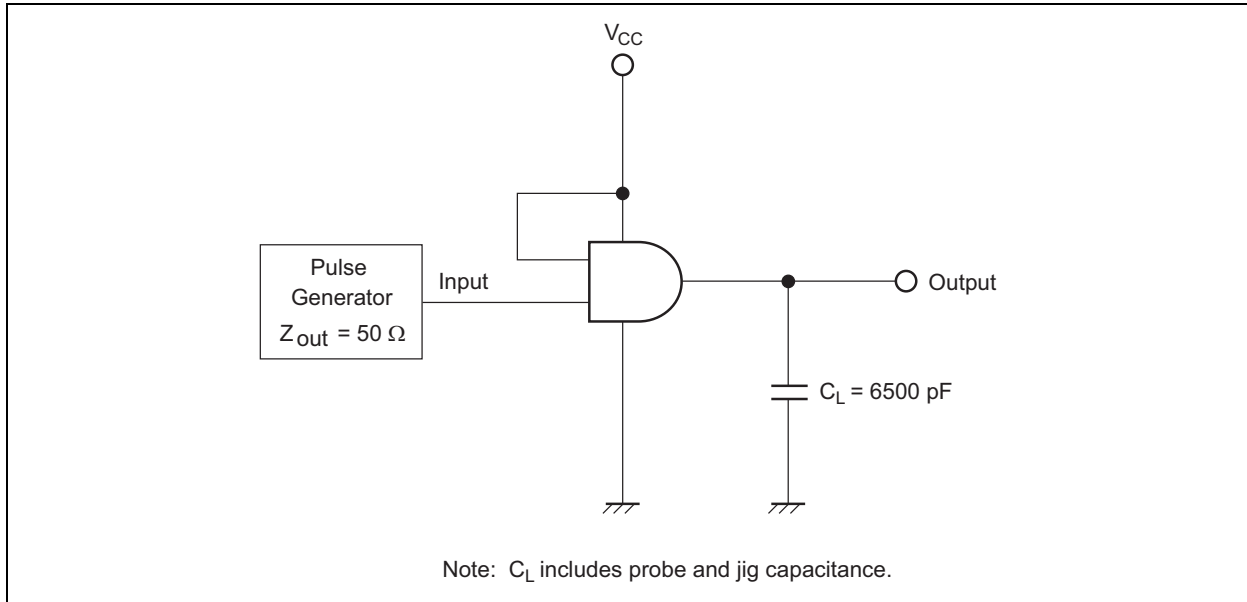 VCC
Pulse
Generator
Zout = 50 Ω
Input
Output
CL = 6500 pF
Note: CL includes probe and jig capacitance.